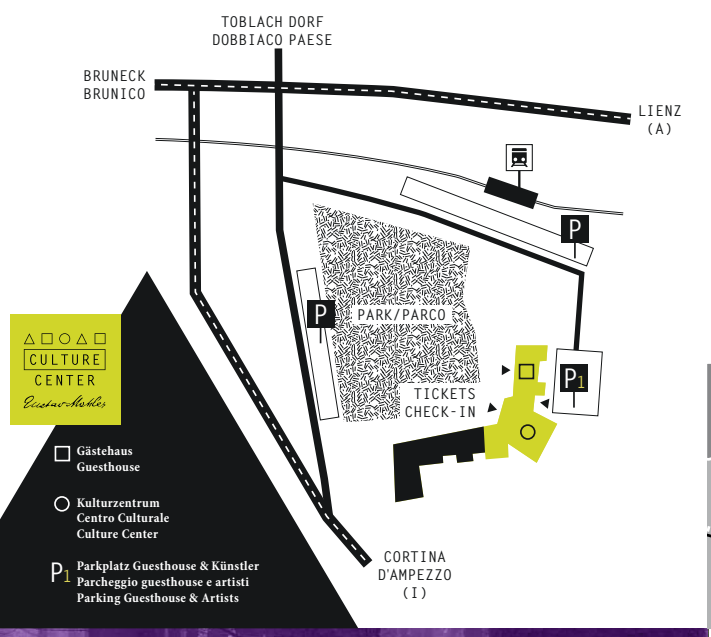 TOBLACH DORF
DOBBIACO PAESE
BRUNECK
BRUNICO
LIENZ
(A)
P
P
PARK/PARCO
P1
TICKETS
CHECK-IN
CULTURE
CENTER
Gustav Mahler
Gästehaus
Guesthouse
Kulturzentrum
Centro Culturale
Culture Center
P1 Parkplatz Guesthouse & Künstler
Parcheggio guesthouse e artisti
Parking Guesthouse & Artists
CORTINA
D'AMPEZZO
(I)